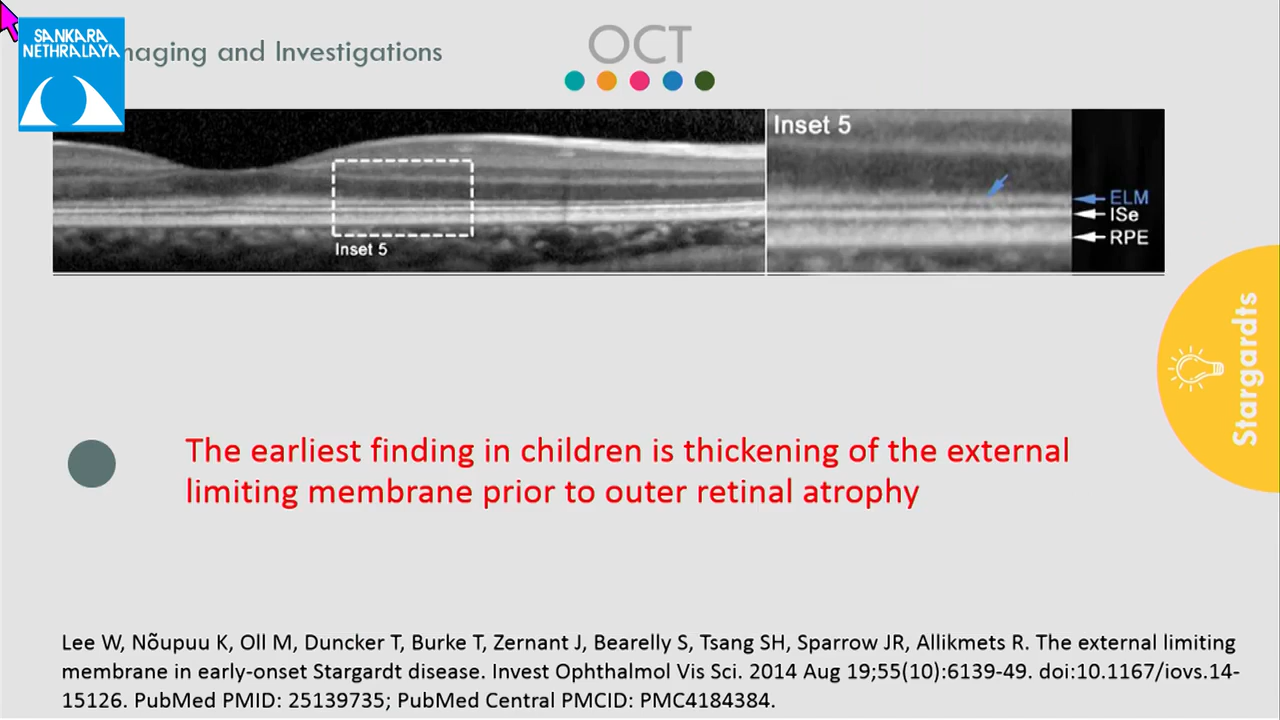 SANKARA
NETHRALAYA
maging and Investigations
OCT
Inset 5
Inset 5
ELM
ISe
RPE
Stargardts
The earliest finding in children is thickening of the external
limiting membrane prior to outer retinal atrophy
Lee W, Nõupuu K, Oll M, Duncker T, Burke T, Zernant J, Bearelly S, Tsang SH, Sparrow JR, Allikmets R. The external limiting
membrane in early-onset Stargardt disease. Invest Ophthalmol Vis Sci. 2014 Aug 19;55(10):6139-49. doi:10.1167/iovs.14-
15126. PubMed PMID: 25139735; PubMed Central PMCID: PMC4184384.